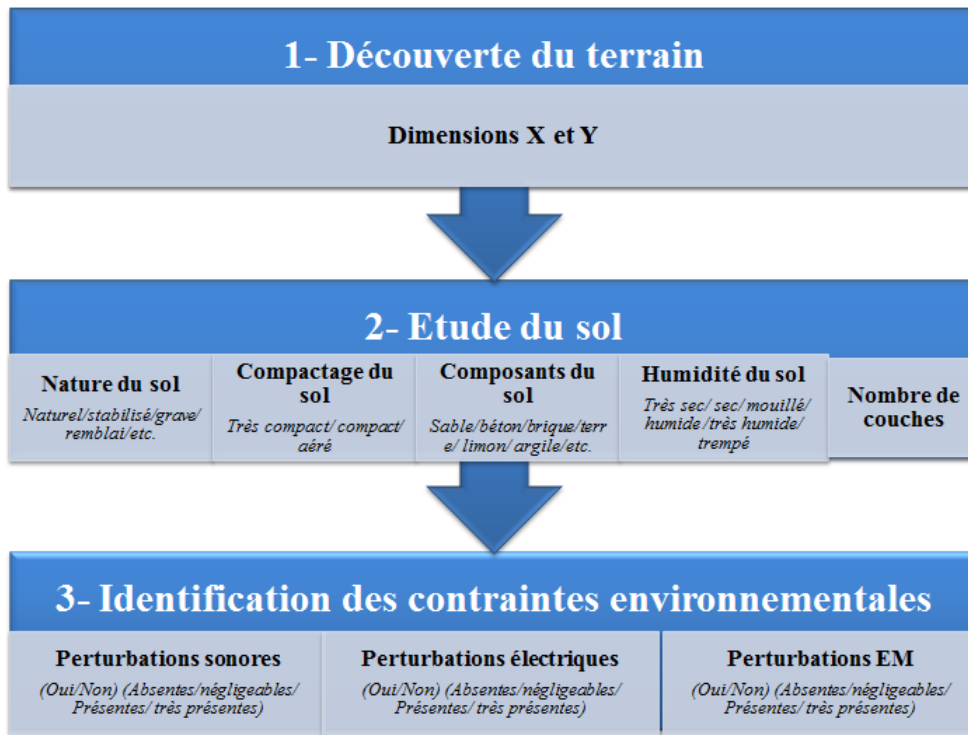 1- Découverte du terrain
Dimensions X et Y
2- Etude du sol
Nature du sol
Naturel/stabilisé/grave/
remblai/etc.
Compactage du
sol
Très compact/ compact/
aéré
Composants du
sol
Sable/béton/brique/terr
e/ limon/ argile/etc.
Humidité du sol
Très sec/ sec/ mouillé/
humide/ très humide/
trempé
Nombre de
couches
3- Identification des contraintes environnementales
Perturbations sonores
(Oui/Non) (Absentes/négligeables/
Présentes/ très présentes)
Perturbations électriques
(Oui/Non) (Absentes/négligeables/
Présentes/ très présentes)
Perturbations EM
(Oui/Non) (Absentes/négligeables/
Présentes/ très présentes)